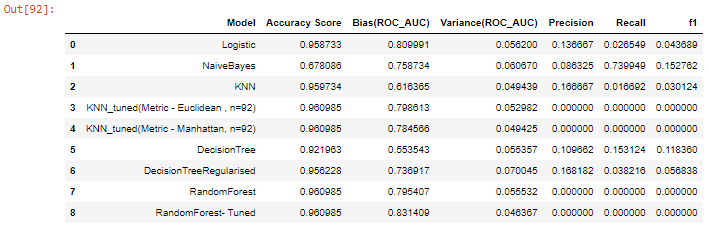 Out[92]:
Model Accuracy Score Bias(ROC_AUC) Variance(ROC_AUC) Precision Recall f1
0 Logistic 0.958733 0.809991 0.056200 0.136667 0.026549 0.043689
1 NaiveBayes 0.678086 0.758734 0.060670 0.086325 0.739949 0.152762
2 KNN 0.959734 0.616365 0.049439 0.166667 0.016692 0.030124
3 KNN_tuned(Metric - Euclidean , n=92) 0.960985 0.798613 0.052982 0.000000 0.000000 0.000000
4 KNN_tuned(Metric - Manhattan, n=92) 0.960985 0.784566 0.049425 0.000000 0.000000 0.000000
5 DecisionTree 0.921963 0.553543 0.055357 0.109662 0.153124 0.118360
6 DecisionTreeRegularised 0.956228 0.736917 0.070045 0.168182 0.038216 0.056838
7 RandomForest 0.960985 0.795407 0.055532 0.000000 0.000000 0.000000
8 RandomForest- Tuned 0.960985 0.831409 0.046367 0.000000 0.000000 0.000000